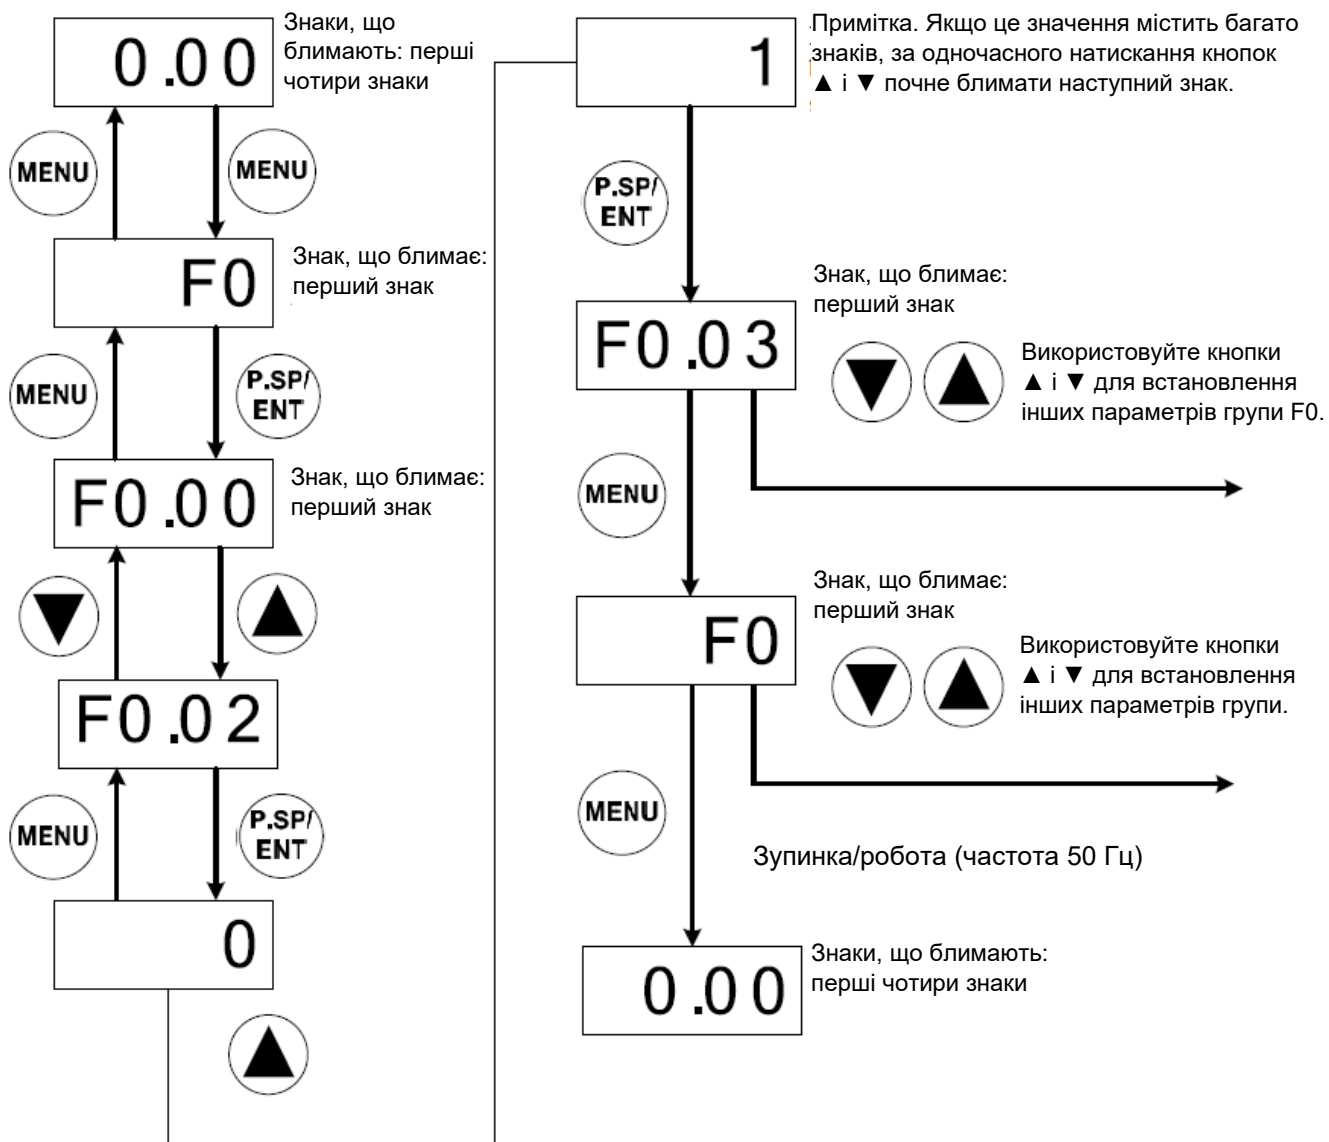 0.00
Знаки, що
блимають: перші
чотири знаки
MENU
MENU
F0
Знак, що блимає:
перший знак
MENU
P.SP/
ENT
F0.00
Знак, що блимає:
перший знак
▼
▲
F0.02
MENU
P.SP/
ENT
0
▲
1
Примітка. Якщо це значення містить багато
знаків, за одночасного натискання кнопок
▲ і ▼ почне блимати наступний знак.
P.SP/
ENT
F0.03
Знак, що блимає:
перший знак
▼ ▲
Використовуйте кнопки
▲ і ▼ для встановлення
інших параметрів групи F0.
MENU
F0
Знак, що блимає:
перший знак
▼ ▲
Використовуйте кнопки
▲ і ▼ для встановлення
інших параметрів групи.
MENU
Зупинка/робота (частота 50 Гц)
0.00
Знаки, що блимають:
перші чотири знаки